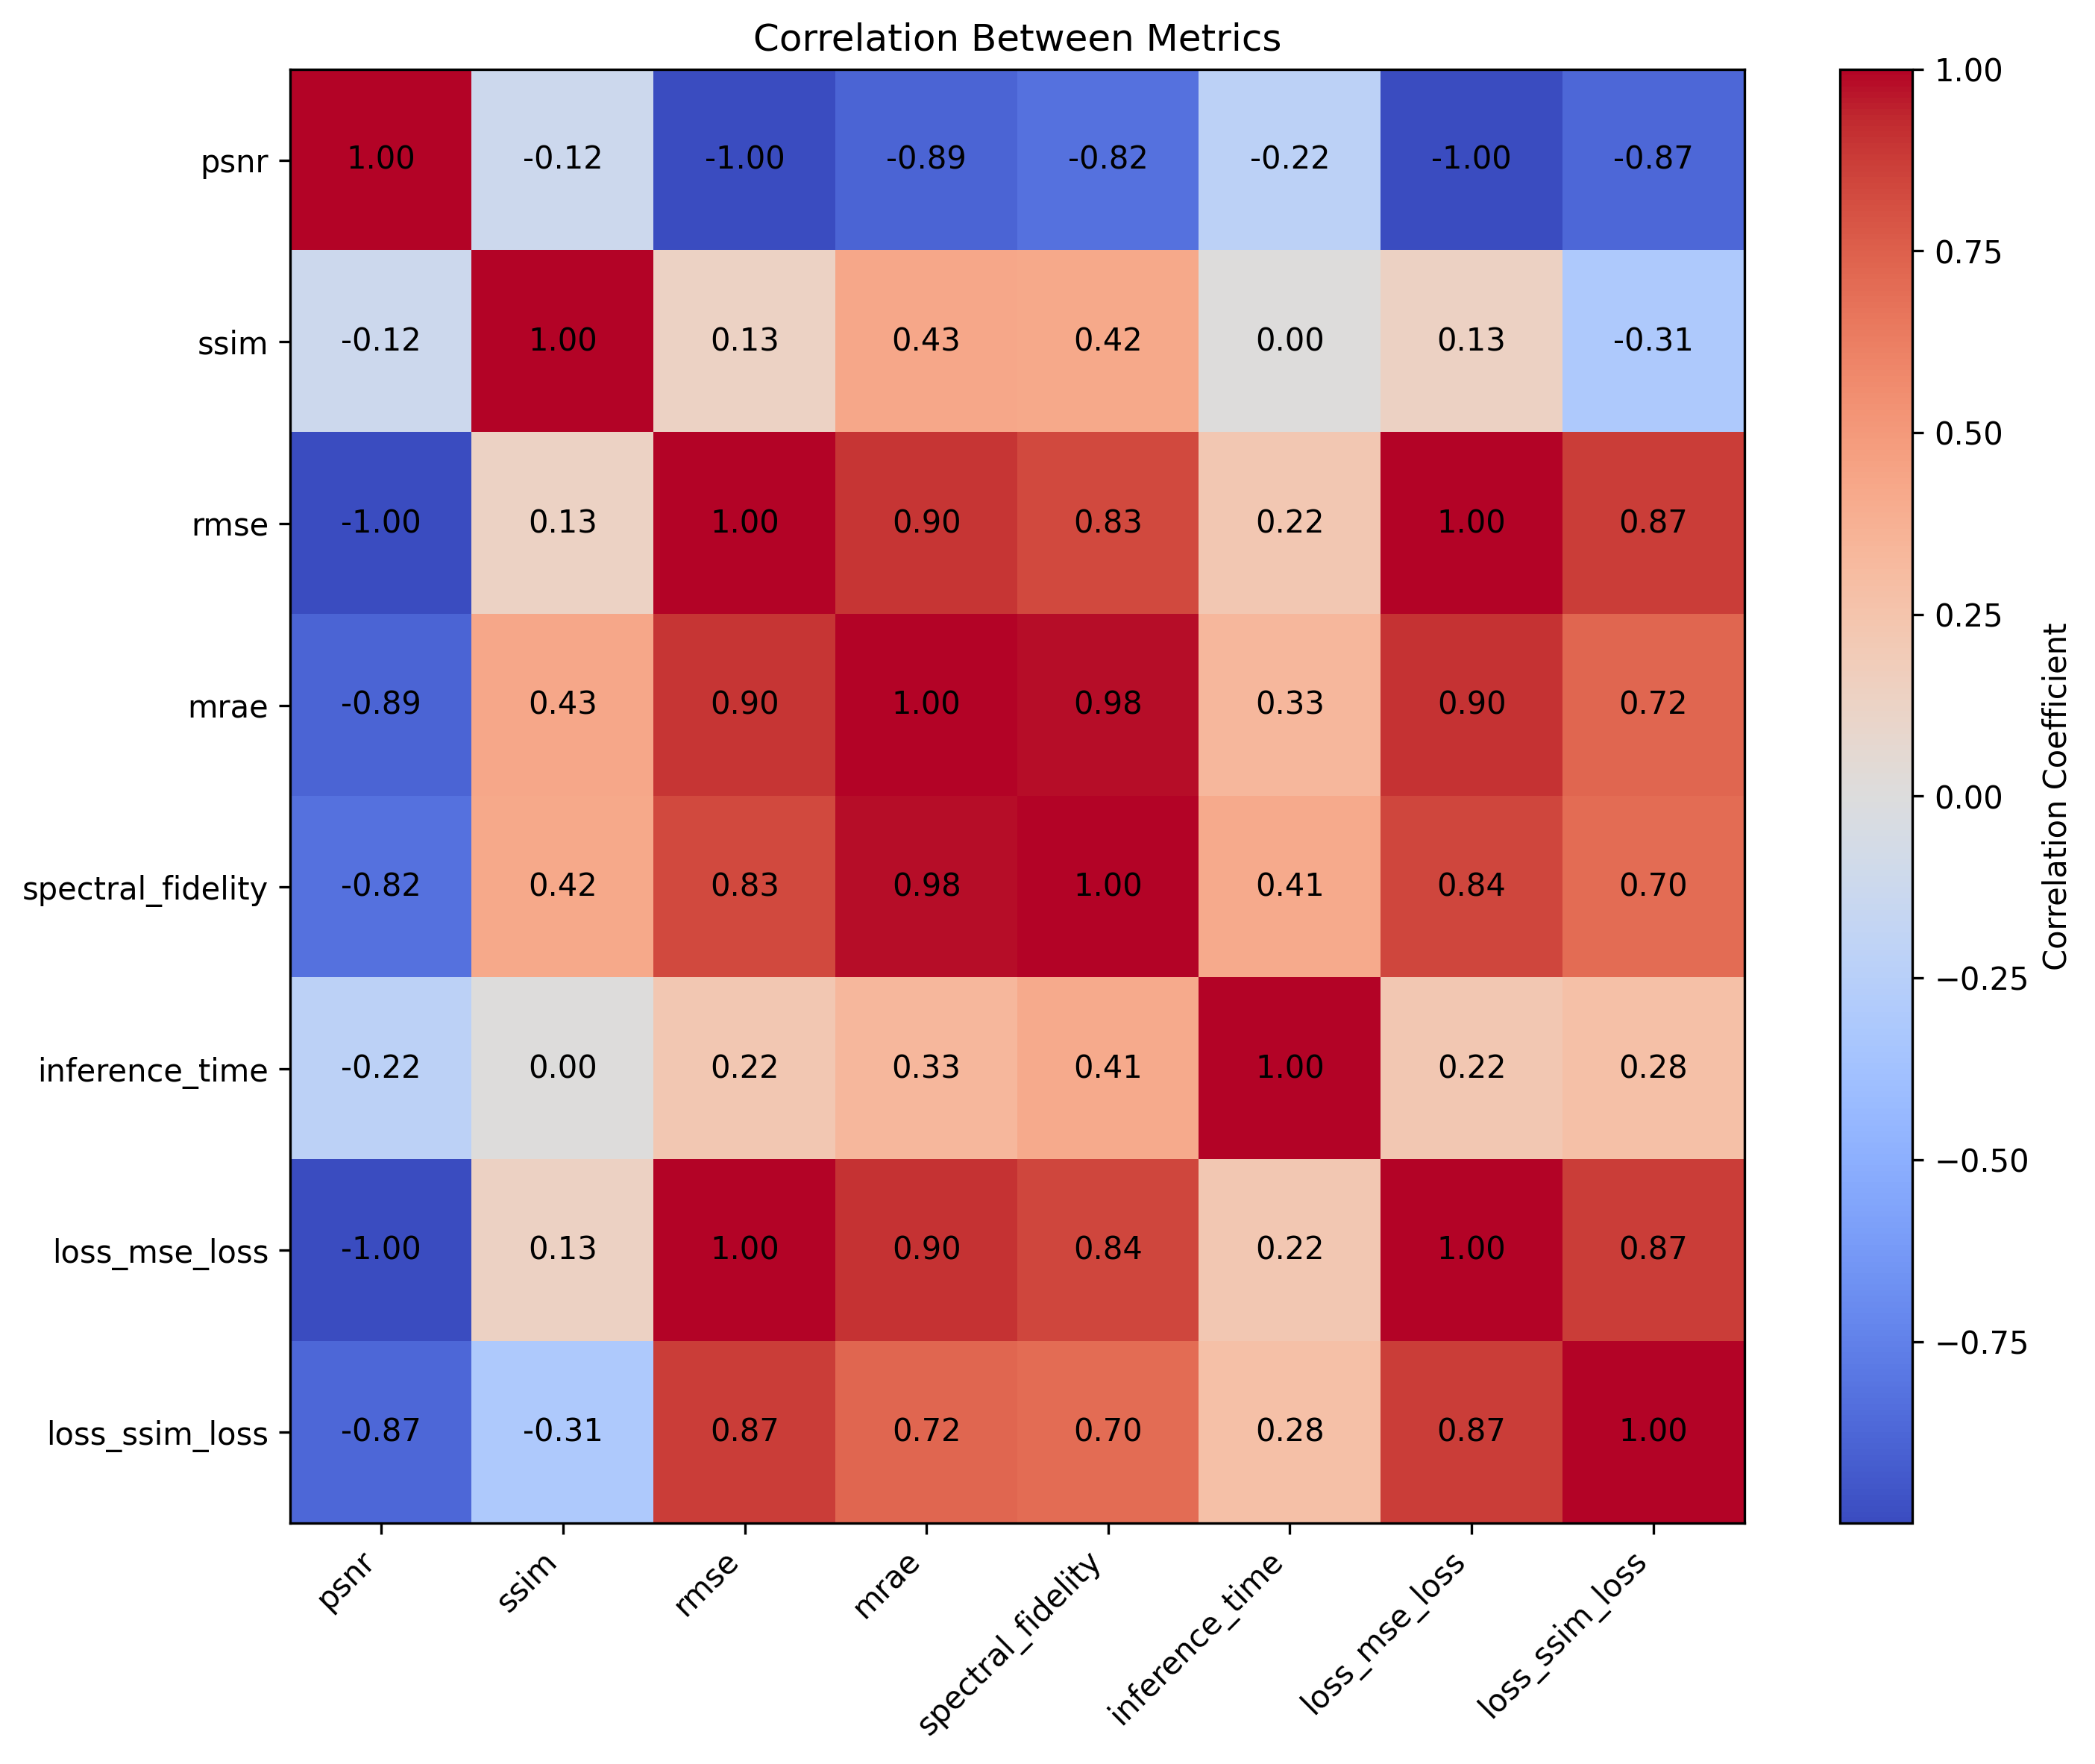 Correlation Between Metrics
psnr 1.00 -0.12 -1.00 -0.89 -0.82 -0.22 -1.00 -0.87
ssim -0.12 1.00 0.13 0.43 0.42 0.00 0.13 -0.31
rmse -1.00 0.13 1.00 0.90 0.83 0.22 1.00 0.87
mrae -0.89 0.43 0.90 1.00 0.98 0.33 0.90 0.72
spectral_fidelity -0.82 0.42 0.83 0.98 1.00 0.41 0.84 0.70
inference_time -0.22 0.00 0.22 0.33 0.41 1.00 0.22 0.28
loss_mse_loss -1.00 0.13 1.00 0.90 0.84 0.22 1.00 0.87
loss_ssim_loss -0.87 -0.31 0.87 0.72 0.70 0.28 0.87 1.00
psnr
ssim
rmse
mrae
spectral_fidelity
inference_time
loss_mse_loss
loss_ssim_loss
1.00
0.75
0.50
0.25
0.00
−0.25
−0.50
−0.75
Correlation Coefficient